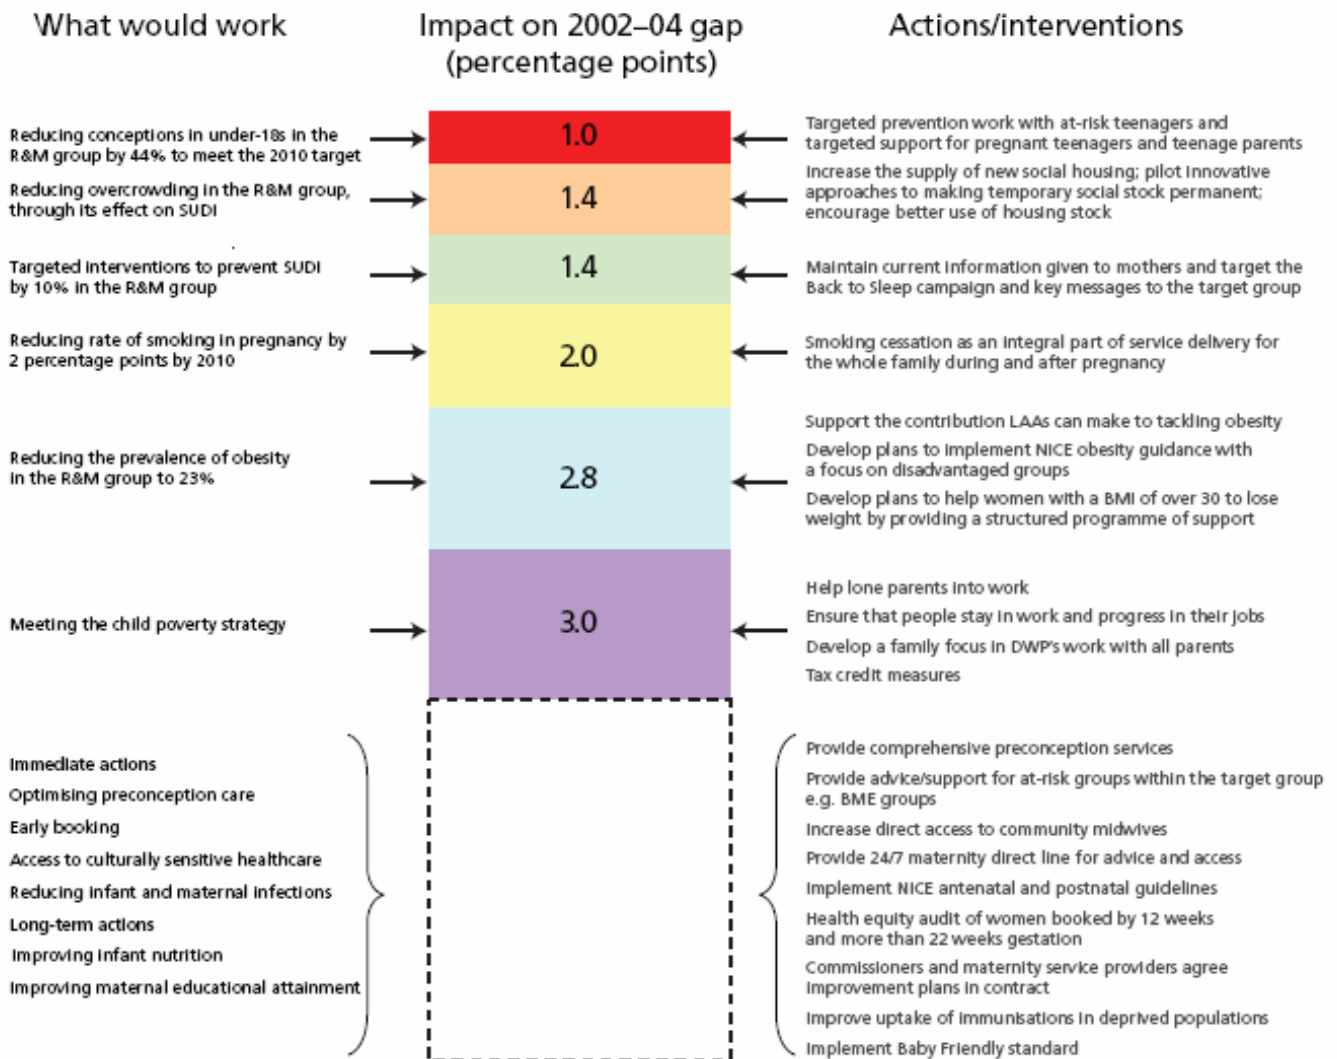 What would work
Impact on 2002–04 gap
(percentage points)
Actions/interventions
Reducing conceptions in under-18s in the
R&M group by 44% to meet the 2010 target
1.0
Targeted prevention work with at-risk teenagers and
targeted support for pregnant teenagers and teenage parents
Reducing overcrowding in the R&M group,
through its effect on SUDI
1.4
Increase the supply of new social housing; pilot innovative
approaches to making temporary social stock permanent;
encourage better use of housing stock
Targeted interventions to prevent SUDI
by 10% in the R&M group
1.4
Maintain current information given to mothers and target the
Back to Sleep campaign and key messages to the target group
Reducing rate of smoking in pregnancy by
2 percentage points by 2010
2.0
Smoking cessation as an integral part of service delivery for
the whole family during and after pregnancy
Reducing the prevalence of obesity
in the R&M group to 23%
2.8
Support the contribution LAAs can make to tackling obesity
Develop plans to implement NICE obesity guidance with
a focus on disadvantaged groups
Develop plans to help women with a BMI of over 30 to lose
weight by providing a structured programme of support
Meeting the child poverty strategy
3.0
Help lone parents into work
Ensure that people stay in work and progress in their jobs
Develop a family focus in DWP's work with all parents
Tax credit measures
Immediate actions
Optimising preconception care
Early booking
Access to culturally sensitive healthcare
Reducing infant and maternal infections
Long-term actions
Improving infant nutrition
Improving maternal educational attainment
Provide comprehensive preconception services
Provide advice/support for at-risk groups within the target group
e.g. BME groups
Increase direct access to community midwives
Provide 24/7 maternity direct line for advice and access
Implement NICE antenatal and postnatal guidelines
Health equity audit of women booked by 12 weeks
and more than 22 weeks gestation
Commissioners and maternity service providers agree
improvement plans in contract
Improve uptake of immunisations in deprived populations
Implement Baby Friendly standard